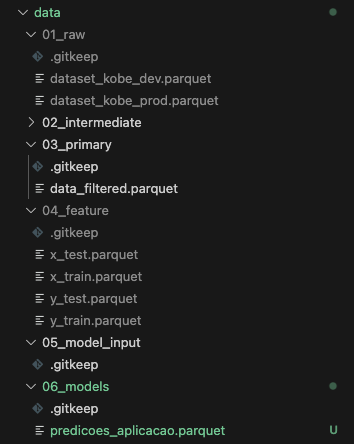 data
01_raw
.gitkeep
dataset_kobe_dev.parquet
dataset_kobe_prod.parquet
02_intermediate
03_primary
.gitkeep
data_filtered.parquet
04_feature
.gitkeep
x_test.parquet
x_train.parquet
y_test.parquet
y_train.parquet
05_model_input
.gitkeep
06_models
.gitkeep
predicoes_aplicacao.parquet U